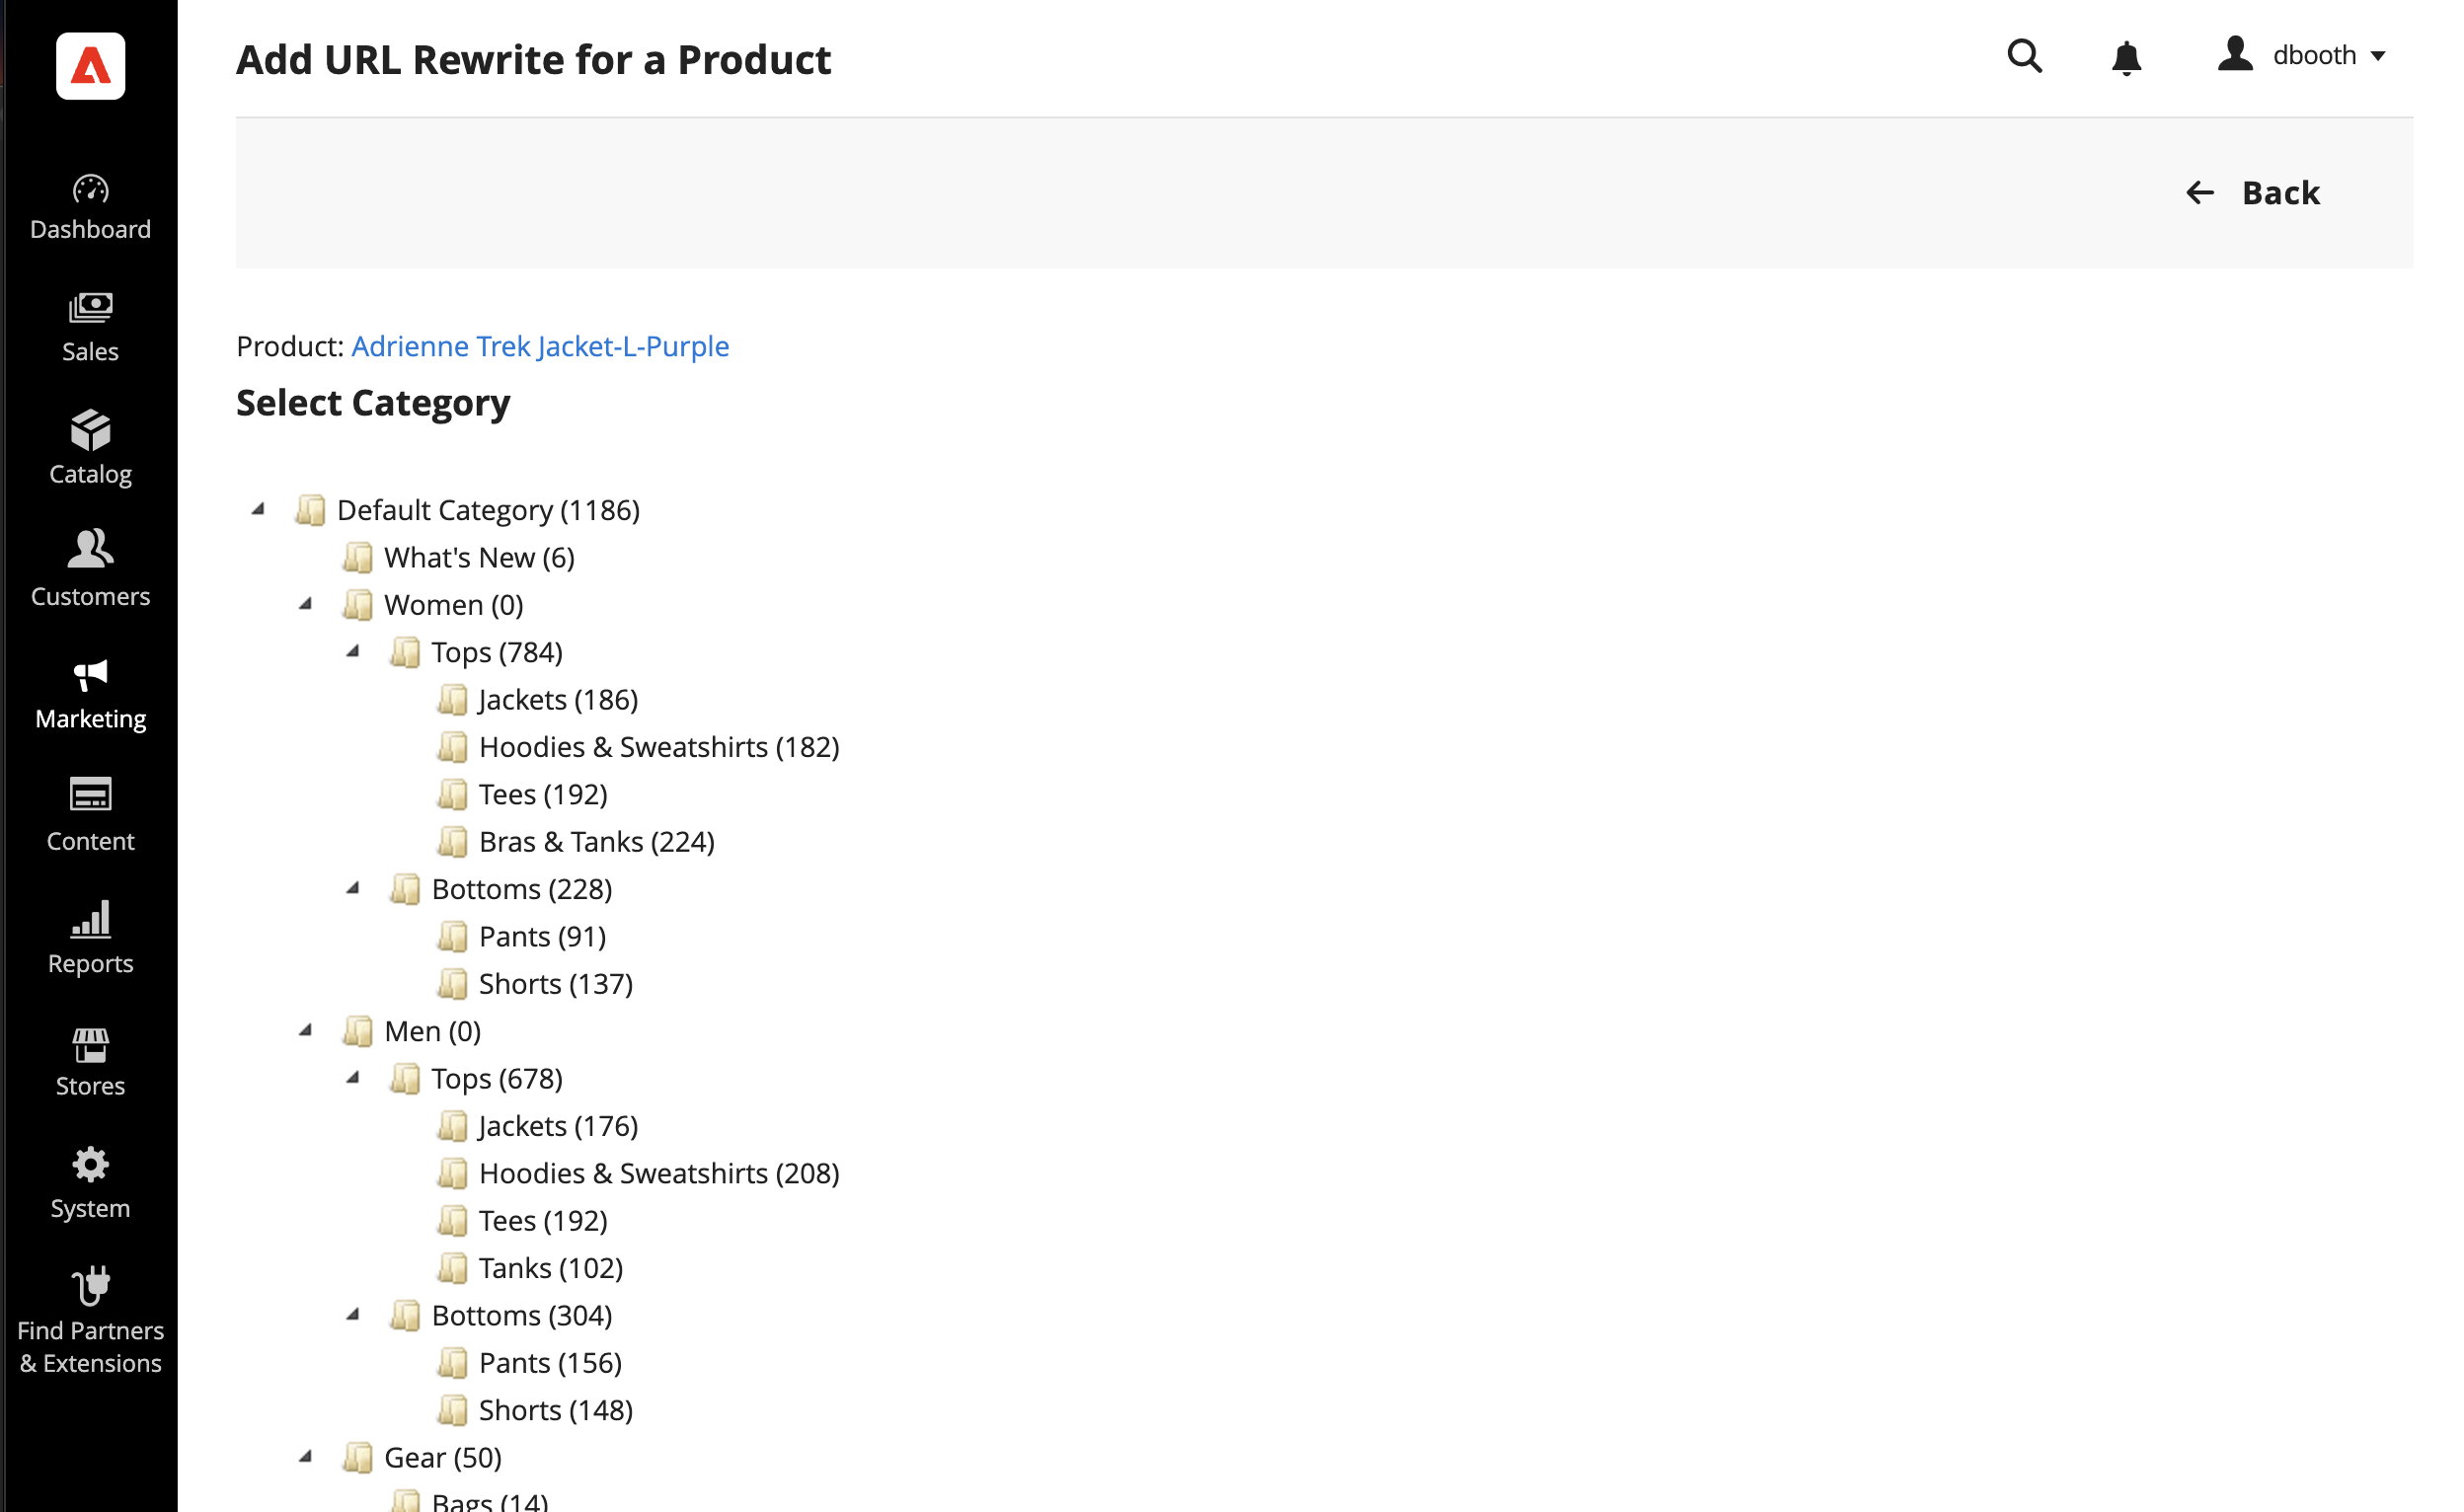 Add URL Rewrite for a Product
dbooth
Dashboard
Sales
Catalog
Customers
Marketing
Content
Reports
Stores
System
Find Partners
& Extensions
Back
Product: Adrienne Trek Jacket-L-Purple
Select Category
Default Category (1186)
What's New (6)
Women (0)
Tops (784)
Jackets (186)
Hoodies & Sweatshirts (182)
Tees (192)
Bras & Tanks (224)
Bottoms (228)
Pants (91)
Shorts (137)
Men (0)
Tops (678)
Jackets (176)
Hoodies & Sweatshirts (208)
Tees (192)
Tanks (102)
Bottoms (304)
Pants (156)
Shorts (148)
Gear (50)
Bags (14)